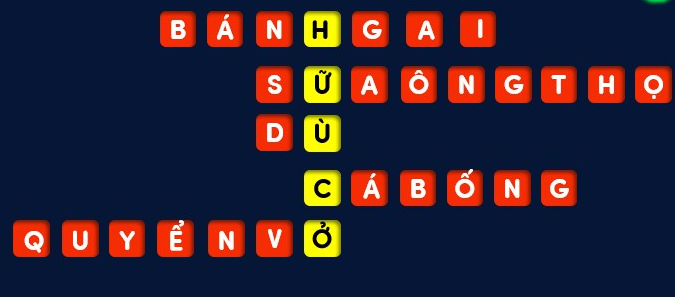 BÁNHGAI
SỮAÔNGTHỌ
DÙ
CÁBỐNG
QUYỂNVỞ